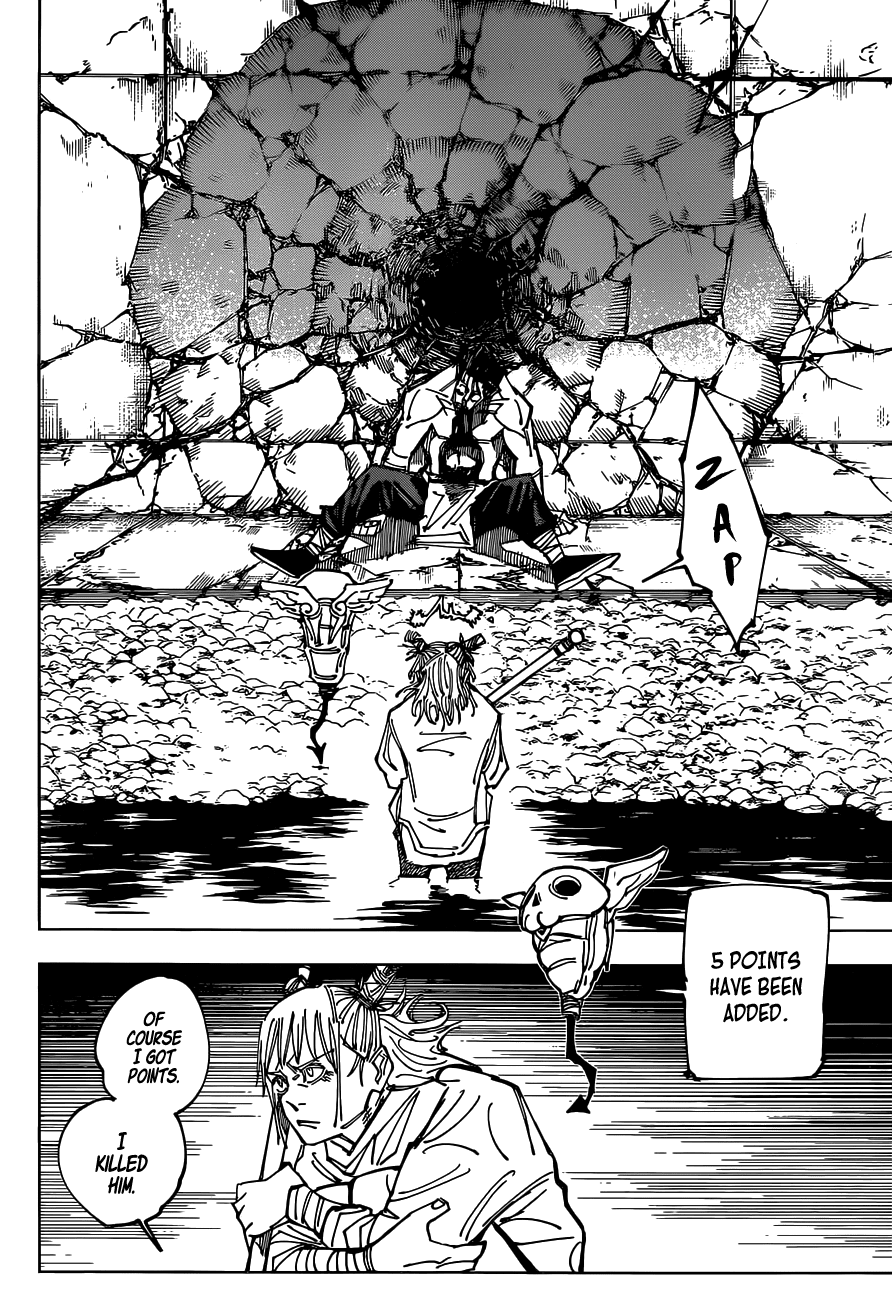 ZAP
5 POINTS
HAVE BEEN
ADDED.
OF
COURSE
I GOT
POINTS.
I
KILLED
HIM.